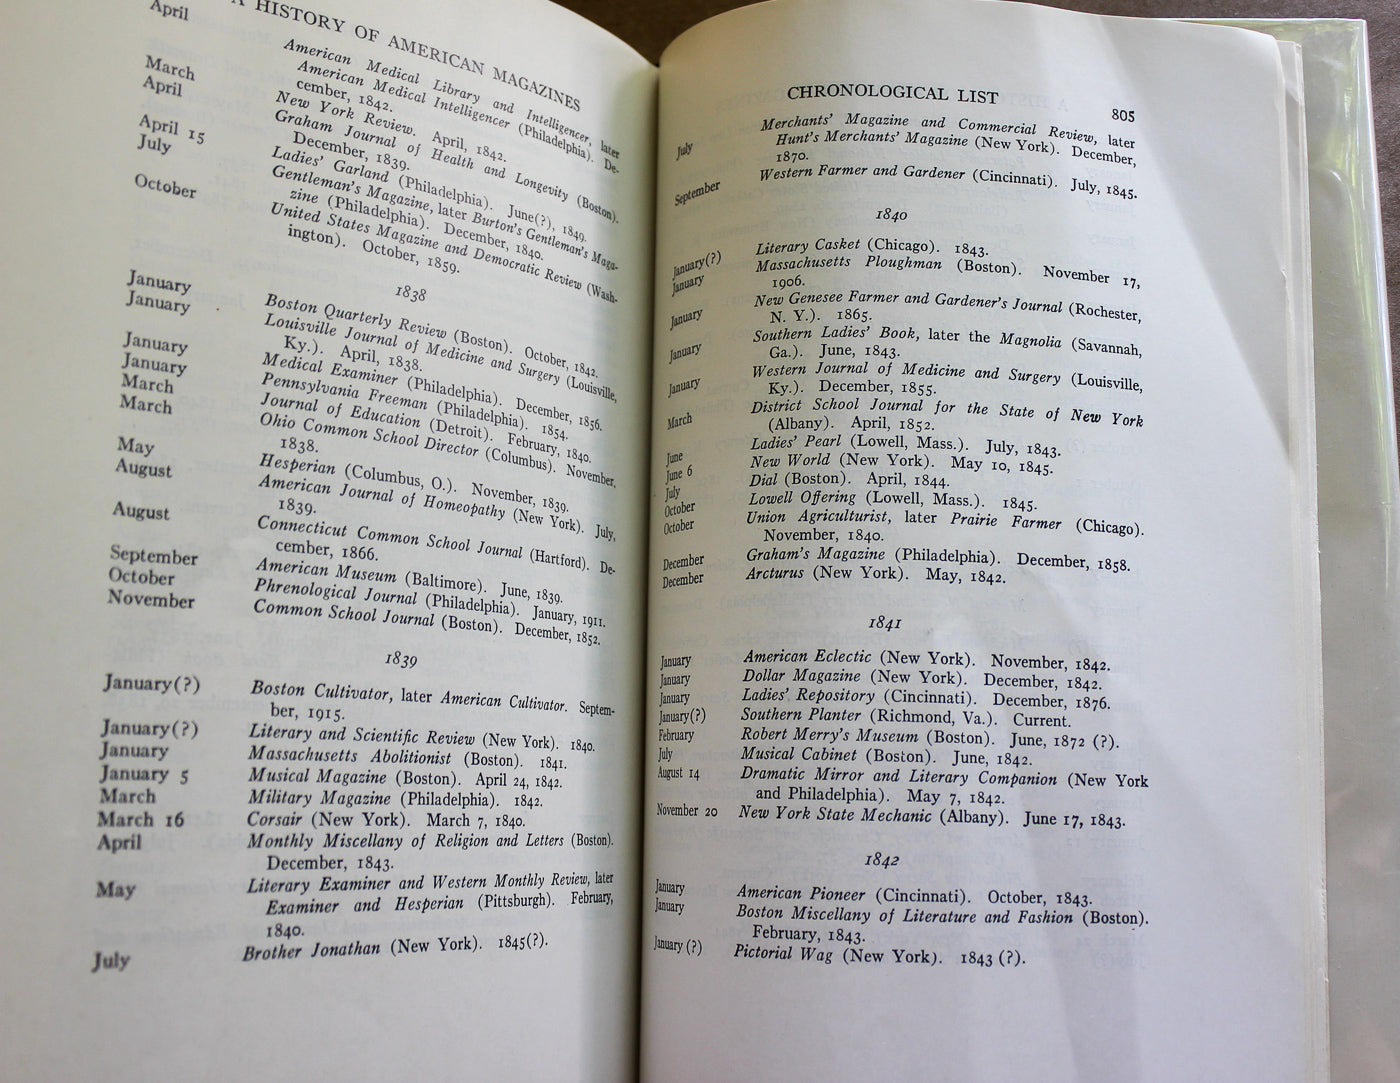 A HISTORY OF AMERICAN MAGAZINES
April American Medical Library and Intelligencer, later
American Medical Intelligencer (Philadelphia). De-
cember, 1842.
March New York Review. April, 1842.
April Graham Journal of Health and Longevity (Boston).
December, 1839.
April 15 Ladies' Garland (Philadelphia). June(?), 1849.
July Gentleman's Magazine, later Burton's Gentleman's Maga-
zine (Philadelphia). December, 1840.
October United States Magazine and Democratic Review (Wash-
ington). October, 1859.
1838
January Boston Quarterly Review (Boston). October, 1842.
January Louisville Journal of Medicine and Surgery (Louisville,
Ky.). April, 1838.
January Medical Examiner (Philadelphia). December, 1856.
January Pennsylvania Freeman (Philadelphia). 1854.
March Journal of Education (Detroit). February, 1840.
March Ohio Common School Director (Columbus). November,
1838.
May Hesperian (Columbus, O.). November, 1839.
August American Journal of Homeopathy (New York). July,
1839.
August Connecticut Common School Journal (Hartford). De-
cember, 1866.
September American Museum (Baltimore). June, 1839.
October Phrenological Journal (Philadelphia). January, 1911.
November Common School Journal (Boston). December, 1852.
1839
January(?) Boston Cultivator, later American Cultivator. Septem-
ber, 1915.
January(?) Literary and Scientific Review (New York). 1840.
January Massachusetts Abolitionist (Boston). 1841.
January 5 Musical Magazine (Boston). April 24, 1842.
March Military Magazine (Philadelphia). 1842.
March 16 Corsair (New York). March 7, 1840.
April Monthly Miscellany of Religion and Letters (Boston).
December, 1843.
May Literary Examiner and Western Monthly Review, later
Examiner and Hesperian (Pittsburgh). February,
1840.
July Brother Jonathan (New York). 1845(?).
CHRONOLOGICAL LIST 805
July Merchants' Magazine and Commercial Review, later
Hunt's Merchants' Magazine (New York). December,
1870.
September Western Farmer and Gardener (Cincinnati). July, 1845.
1840
January(?) Literary Casket (Chicago). 1843.
January Massachusetts Ploughman (Boston). November 17,
1906.
January New Genesee Farmer and Gardener's Journal (Rochester,
N. Y.). 1865.
January Southern Ladies' Book, later the Magnolia (Savannah,
Ga.). June, 1843.
January Western Journal of Medicine and Surgery (Louisville,
Ky.). December, 1855.
March District School Journal for the State of New York
(Albany). April, 1852.
June Ladies' Pearl (Lowell, Mass.). July, 1843.
June 6 New World (New York). May 10, 1845.
July Dial (Boston). April, 1844.
October Lowell Offering (Lowell, Mass.). 1845.
October Union Agriculturist, later Prairie Farmer (Chicago).
November, 1840.
December Graham's Magazine (Philadelphia). December, 1858.
December Arcturus (New York). May, 1842.
1841
January American Eclectic (New York). November, 1842.
January Dollar Magazine (New York). December, 1842.
January Ladies' Repository (Cincinnati). December, 1876.
January(?) Southern Planter (Richmond, Va.). Current.
February Robert Merry's Museum (Boston). June, 1872 (?).
July Musical Cabinet (Boston). June, 1842.
August 14 Dramatic Mirror and Literary Companion (New York
and Philadelphia). May 7, 1842.
November 20 New York State Mechanic (Albany). June 17, 1843.
1842
January American Pioneer (Cincinnati). October, 1843.
January Boston Miscellany of Literature and Fashion (Boston).
February, 1843.
January (?) Pictorial Wag (New York). 1843 (?).